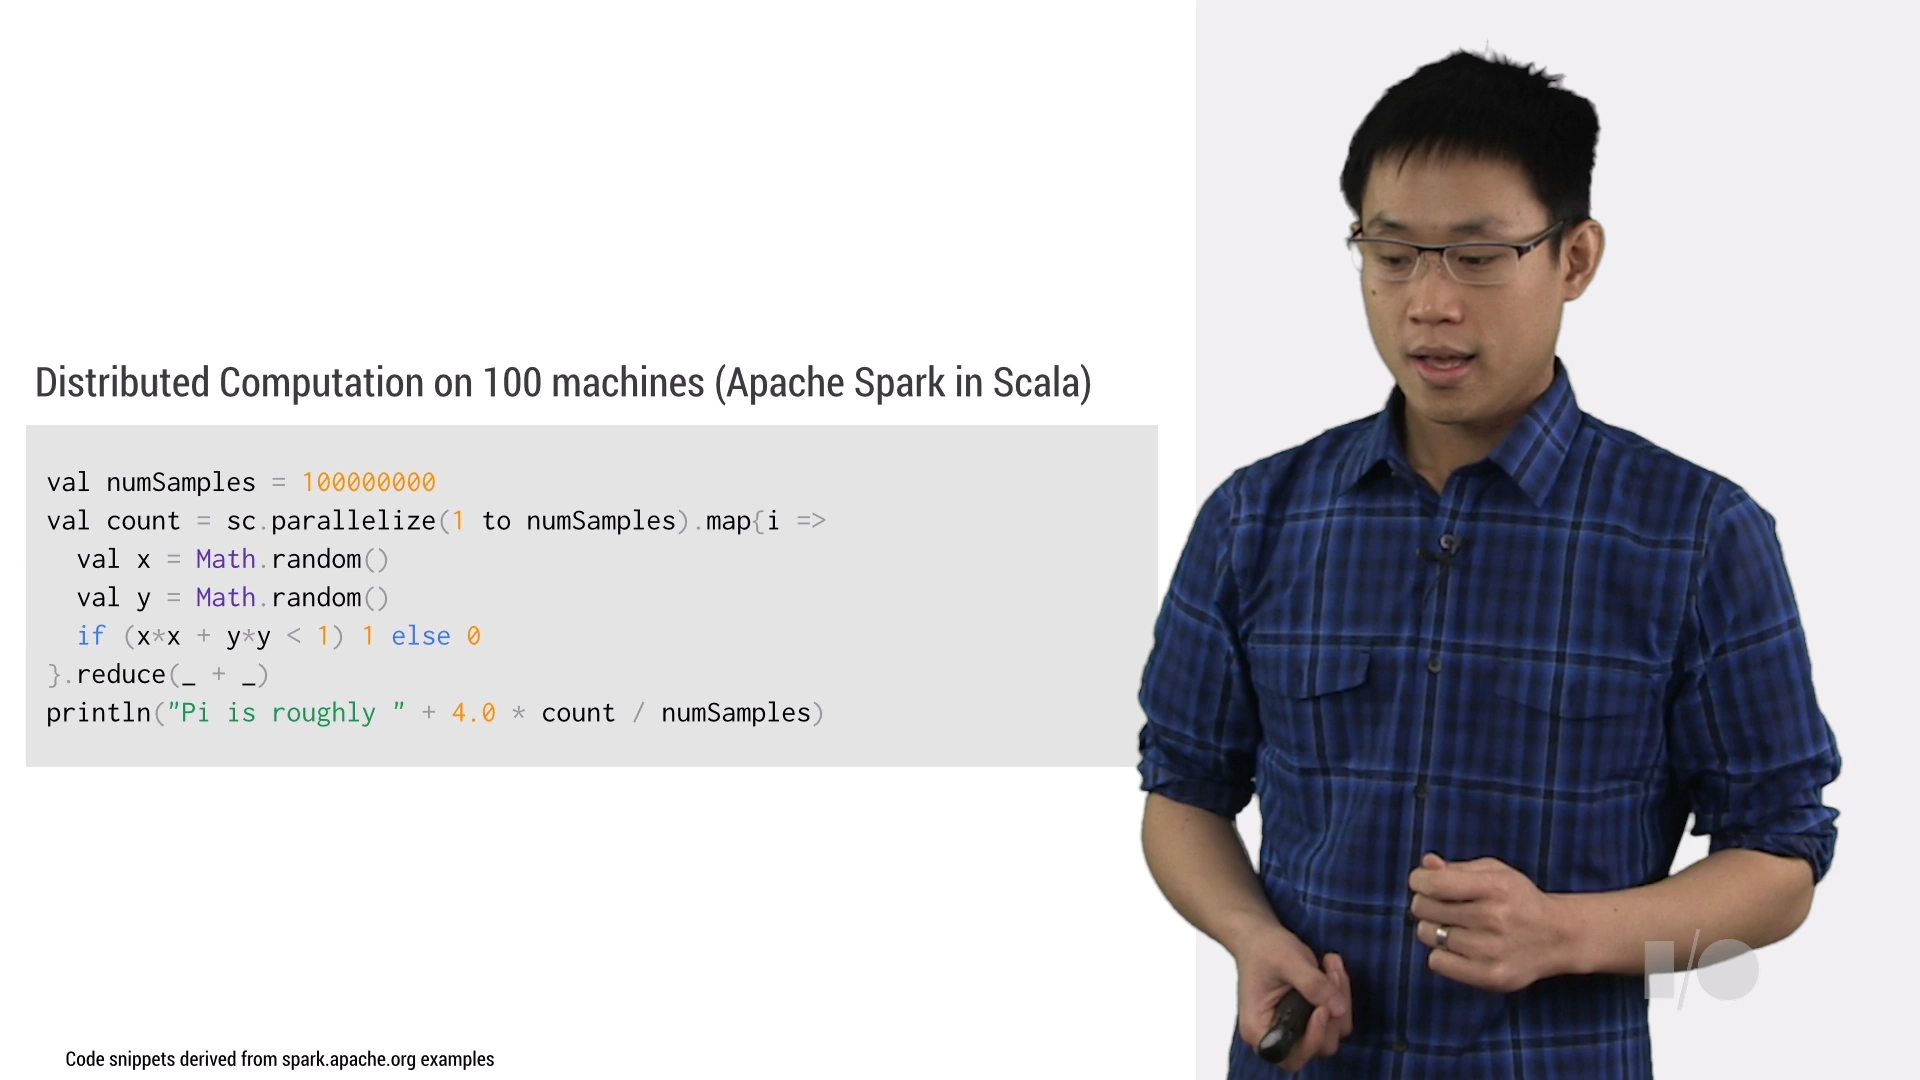 Distributed Computation on 100 machines (Apache Spark in Scala)
val numSamples = 100000000
val count = sc.parallelize(1 to numSamples).map{i =>
  val x = Math.random()
  val y = Math.random()
  if (x*x + y*y < 1) 1 else 0
}.reduce(_ + _)
println("Pi is roughly " + 4.0 * count / numSamples)
I/O
Code snippets derived from spark.apache.org examples